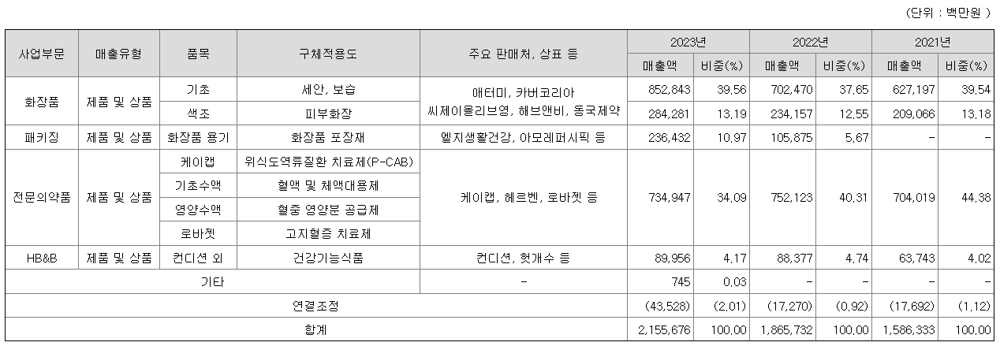 (단위 : 백만원 )
사업부문 매출유형 품목 구체적용도 주요 판매처, 상표 등 2023년 2022년 2021년
매출액 비중(%) 매출액 비중(%) 매출액 비중(%)
화장품 제품 및 상품 기초 세안, 보습 애터미, 카버코리아 852,843 39.56 702,470 37.65 627,197 39.54
색조 피부화장 씨제이올리브영, 해브앤비, 동국제약 284,281 13.19 234,157 12.55 209,066 13.18
패키징 제품 및 상품 화장품 용기 화장품 포장재 엘지생활건강, 아모레퍼시픽 등 236,432 10.97 105,875 5.67 - -
전문의약품 제품 및 상품 케이캡 위식도역류질환 치료제(P-CAB) 케이캡, 헤르벤, 로바젯 등 734,947 34.09 752,123 40.31 704,019 44.38
기초수액 혈액 및 체액대용제
영양수액 혈중 영양분 공급제
로바젯 고지혈증 치료제
HB&B 제품 및 상품 컨디션 외 건강기능식품 컨디션, 헛개수 등 89,956 4.17 88,377 4.74 63,743 4.02
기타 - 745 0.03 - - - -
연결조정 (43,528) (2.01) (17,270) (0.92) (17,692) (1.12)
합계 2,155,676 100.00 1,865,732 100.00 1,586,333 100.00